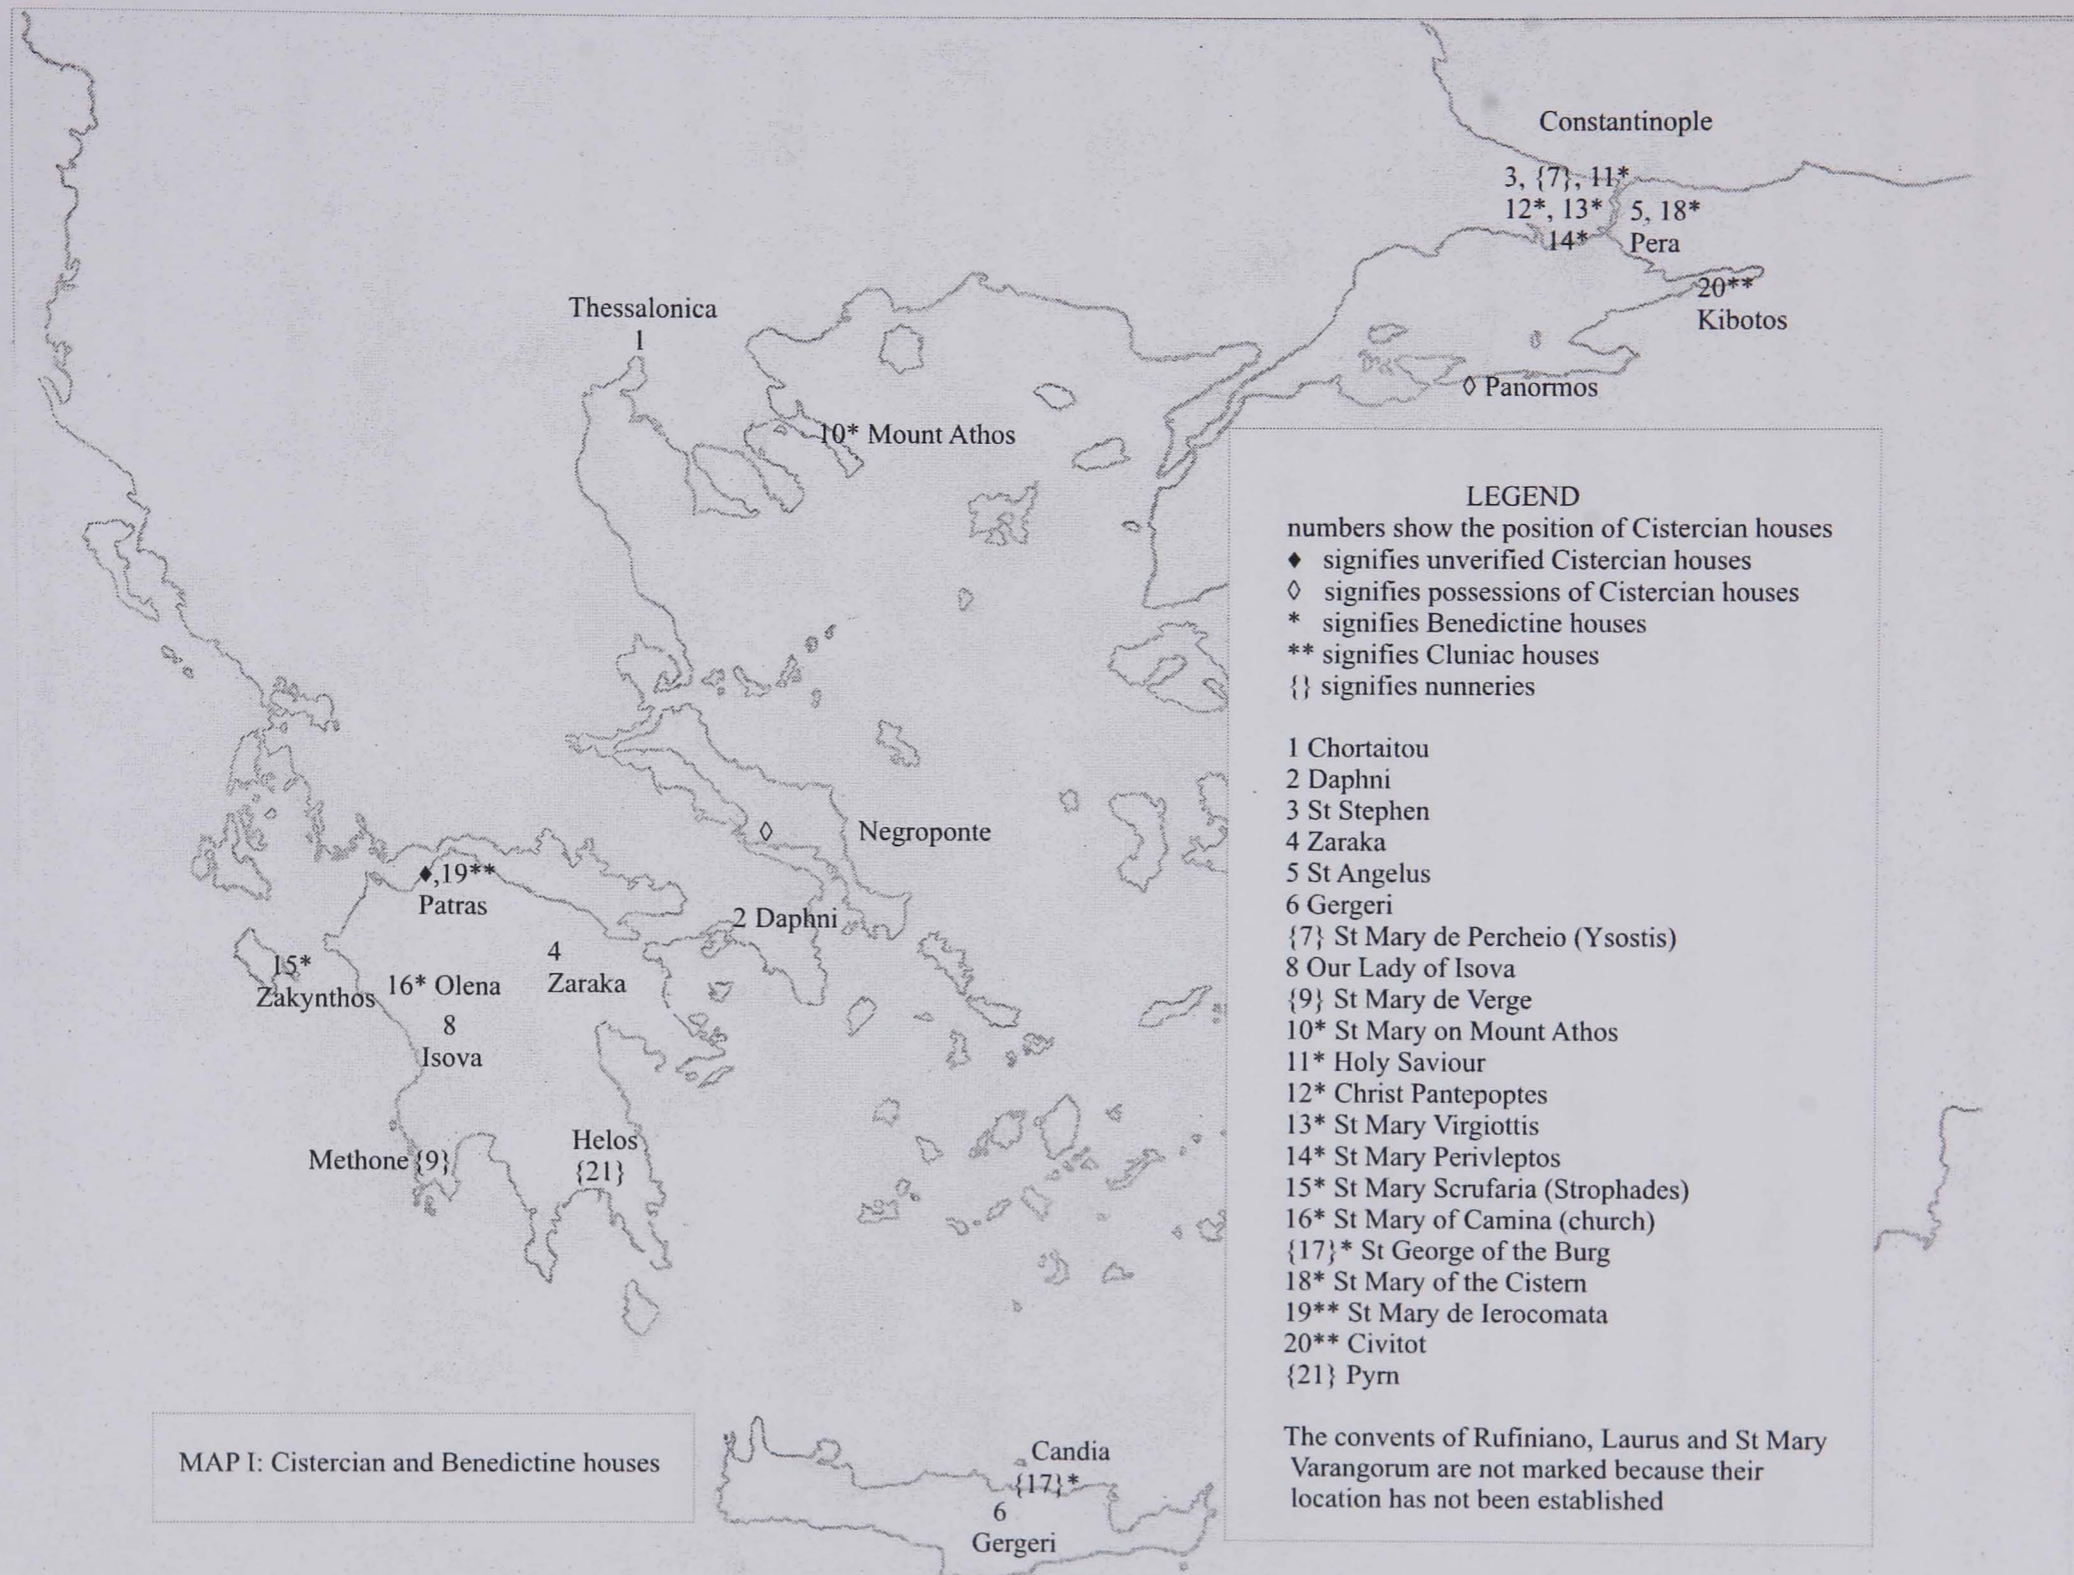 Constantinople
3, {7}, 11*
12*, 13*
5, 18*
14*
Pera
20**
Kibotos
Thessalonica
1
◊ Panormos
10* Mount Athos
◊
Negroponte
♦,19**
Patras
2 Daphni
15*
Zakynthos
16* Olena
4
Zaraka
8
Isova
Methone {9}
Helos
{21}
Candia
{17}*
6
Gergeri
MAP I: Cistercian and Benedictine houses
LEGEND
numbers show the position of Cistercian houses
♦ signifies unverified Cistercian houses
◊ signifies possessions of Cistercian houses
* signifies Benedictine houses
** signifies Cluniac houses
{} signifies nunneries
1 Chortaitou
2 Daphni
3 St Stephen
4 Zaraka
5 St Angelus
6 Gergeri
{7} St Mary de Percheio (Ysostis)
8 Our Lady of Isova
{9} St Mary de Verge
10* St Mary on Mount Athos
11* Holy Saviour
12* Christ Pantepoptes
13* St Mary Virgiottis
14* St Mary Perivleptos
15* St Mary Scrufaria (Strophades)
16* St Mary of Camina (church)
{17}* St George of the Burg
18* St Mary of the Cistern
19** St Mary de Ierocomata
20** Civitot
{21} Pyrn
The convents of Rufiniano, Laurus and St Mary
Varangorum are not marked because their
location has not been established